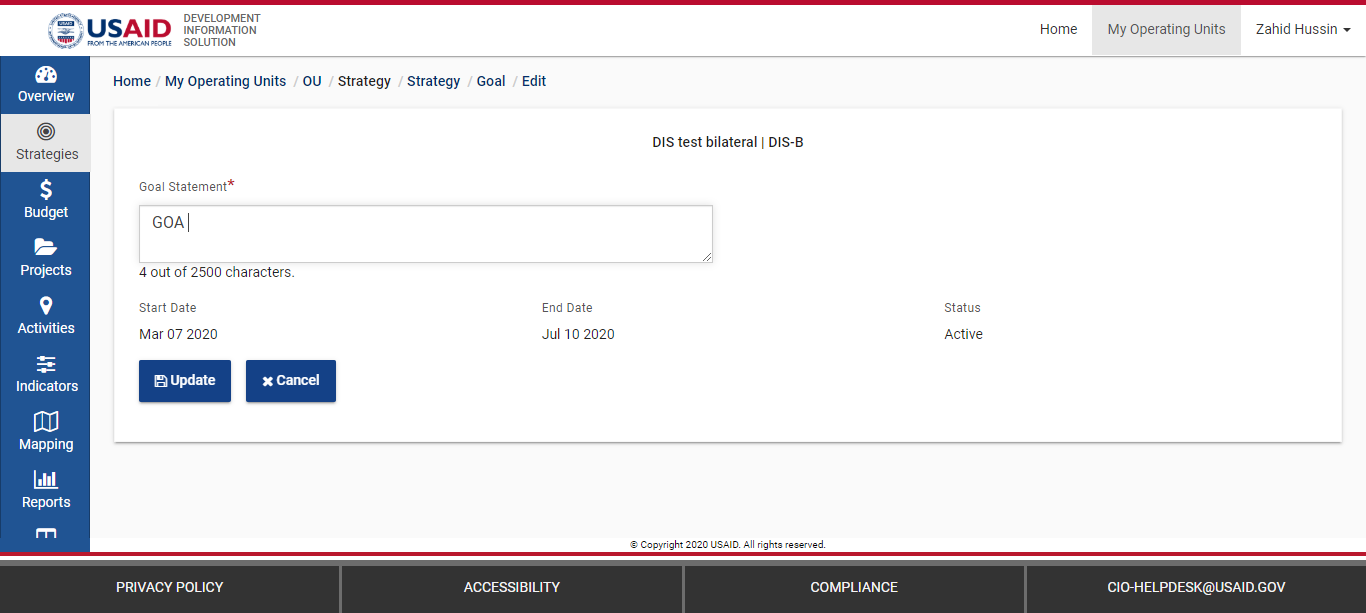 USAID
FROM THE AMERICAN PEOPLE
DEVELOPMENT
INFORMATION
SOLUTION
Home
My Operating Units
Zahid Hussin
Overview
Strategies
Budget
Projects
Activities
Indicators
Mapping
Reports
Home / My Operating Units / OU / Strategy / Strategy / Goal / Edit
DIS test bilateral | DIS-B
Goal Statement*
GOA
4 out of 2500 characters.
Start Date
End Date
Status
Mar 07 2020
Jul 10 2020
Active
Update
Cancel
© Copyright 2020 USAID. All rights reserved.
PRIVACY POLICY
ACCESSIBILITY
COMPLIANCE
CIO-HELPDESK@USAID.GOV